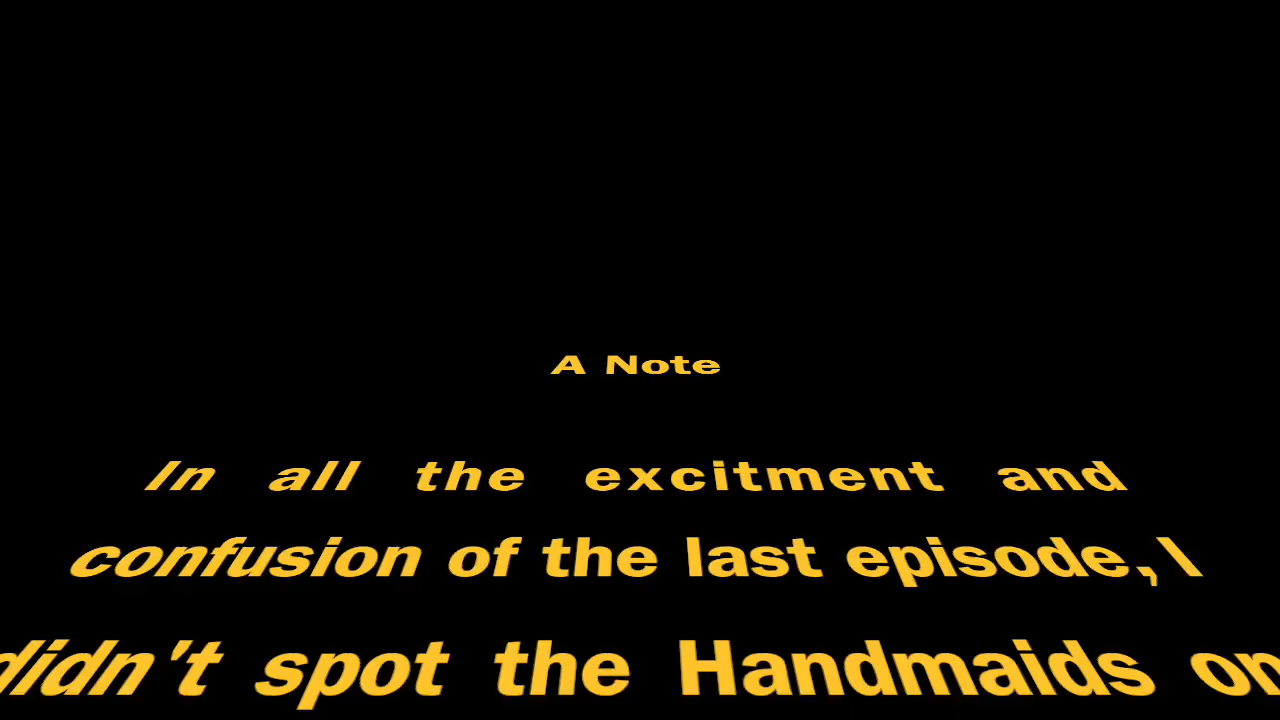 A Note
In all the excitment and
confusion of the last episode, I
didn't spot the Handmaids on